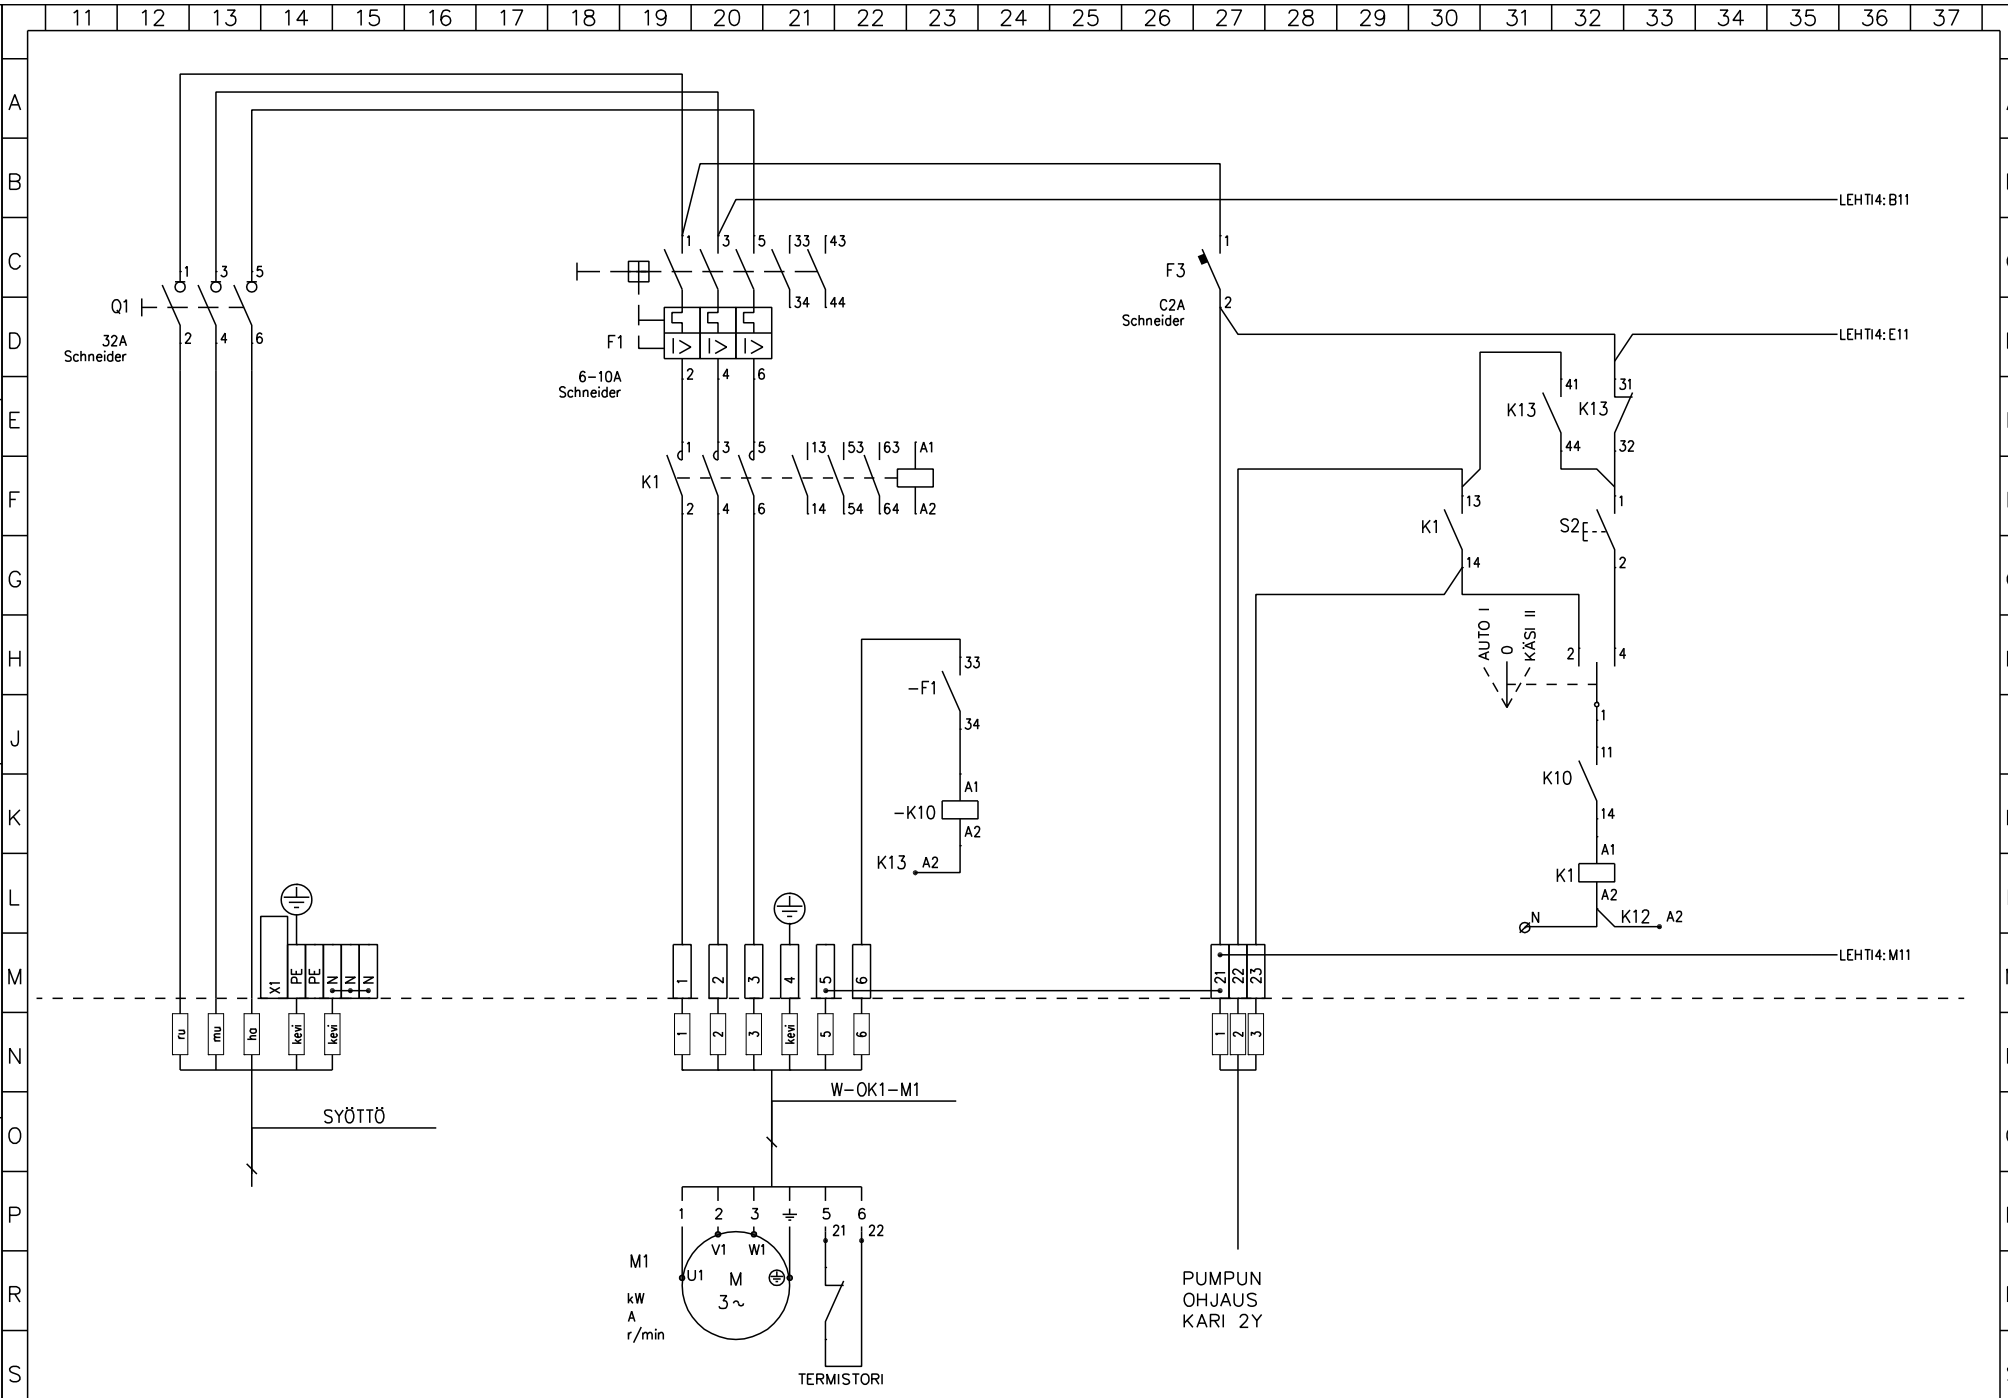 11 12 13 14 15 16 17 18 19 20 21 22 23 24 25 26 27 28 29 30 31 32 33 34 35 36 37
A
B
LEHTI4:B11
C
1 3 5
Q1
32A
Schneider
2 4 6
1 3 5 33 43
34 44
F1
6-10A
Schneider
2 4 6
1
F3
C2A
Schneider
2
D
LEHTI4:E11
E
41 31
K13 K13
44 32
1 3 5 13 53 63 A1
K1
2 4 6 14 54 64 A2
F
13 1
K1 S2
14 2
G
H
AUTO I
0
KÄSI II
2 4
1
33
-F1
34
J
11
K10
14
A1
-K10
A2
K
K13 A2
A1
K1
A2
L
N K12 A2
M
X1 PE PE N N N
1 2 3 4 5 6
21 22 23
LEHTI4:M11
N
ru mu ha kevi kevi
1 2 3 kevi 5 6
1 2 3
W-OK1-M1
SYÖTTÖ
O
P
1 2 3 5 6
21 22
V1 W1
M1
U1 M
3~
kW
A
r/min
R
PUMPUN
OHJAUS
KARI 2Y
S
TERMISTORI